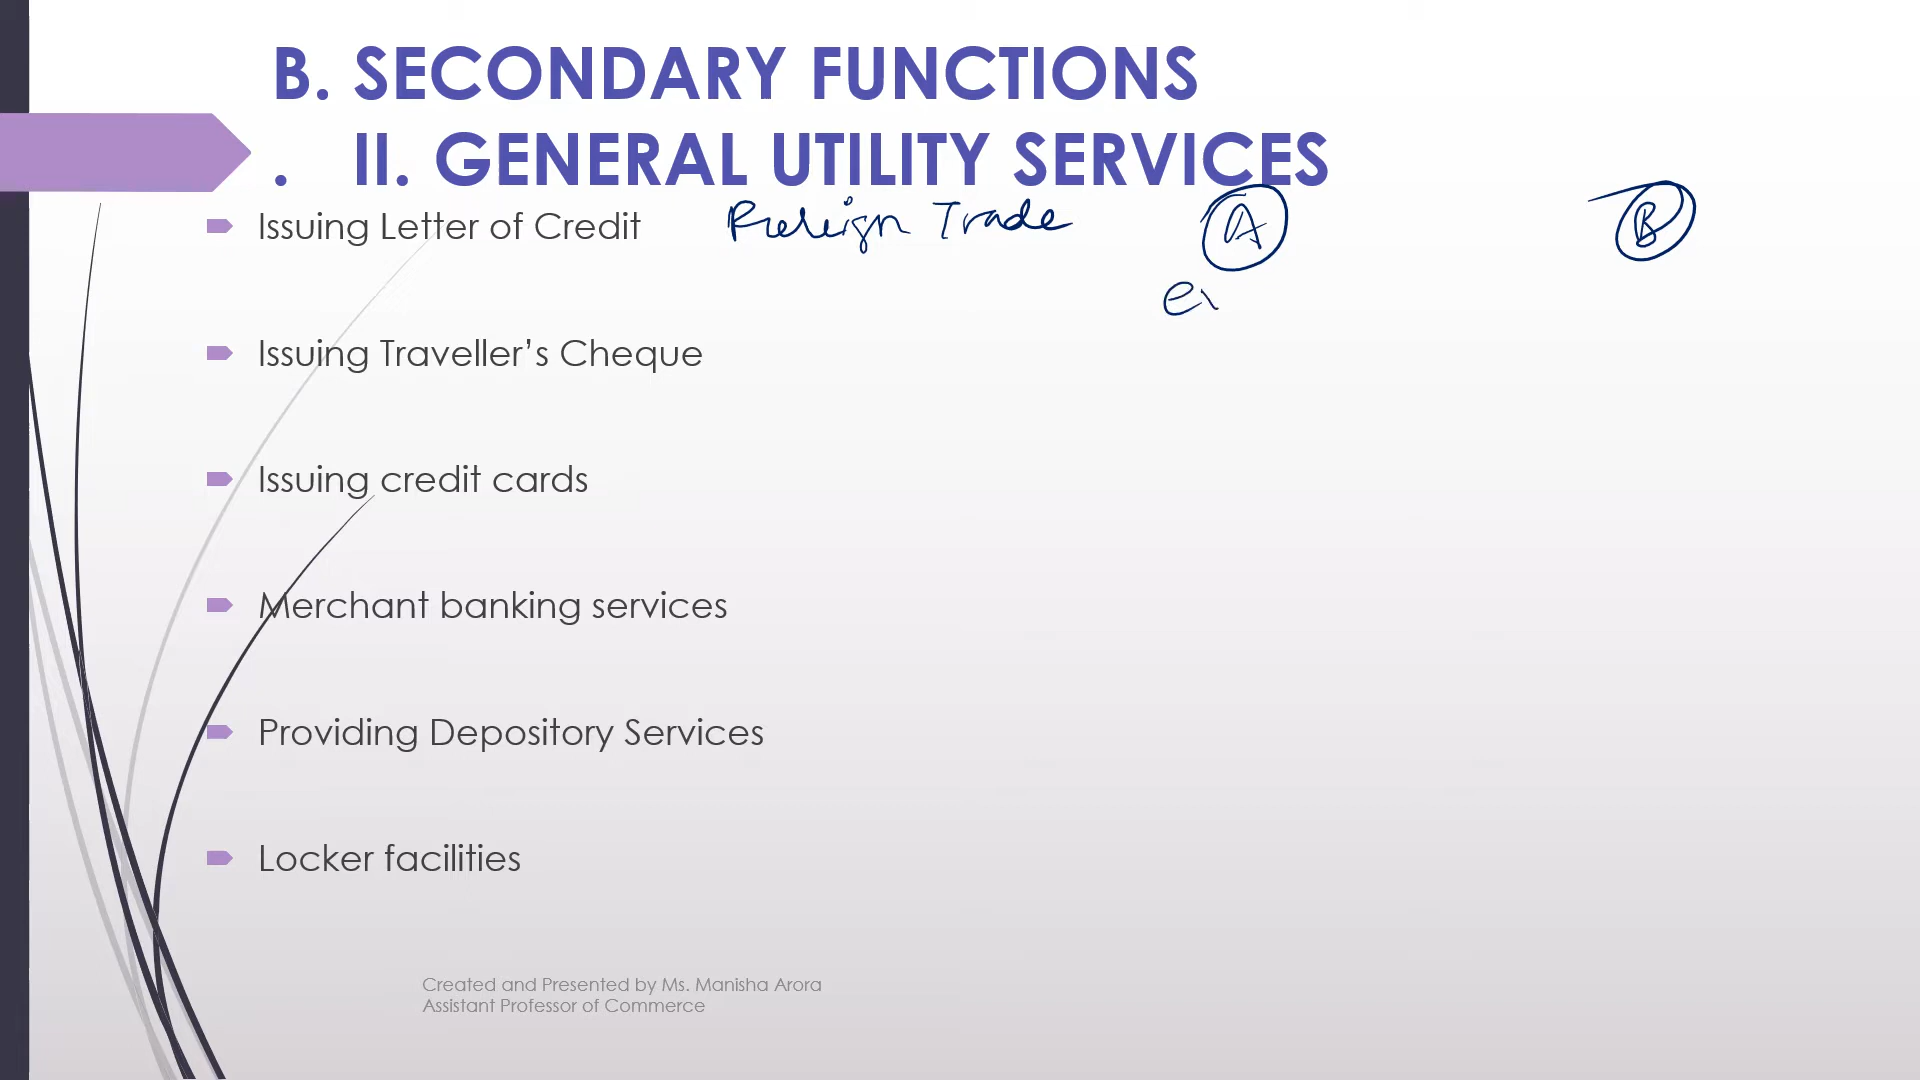 B. SECONDARY FUNCTIONS
. II. GENERAL UTILITY SERVICES
Issuing Letter of Credit Foreign Trade A B
ex
Issuing Traveller’s Cheque
Issuing credit cards
Merchant banking services
Providing Depository Services
Locker facilities
Created and Presented by Ms. Manisha Arora
Assistant Professor of Commerce